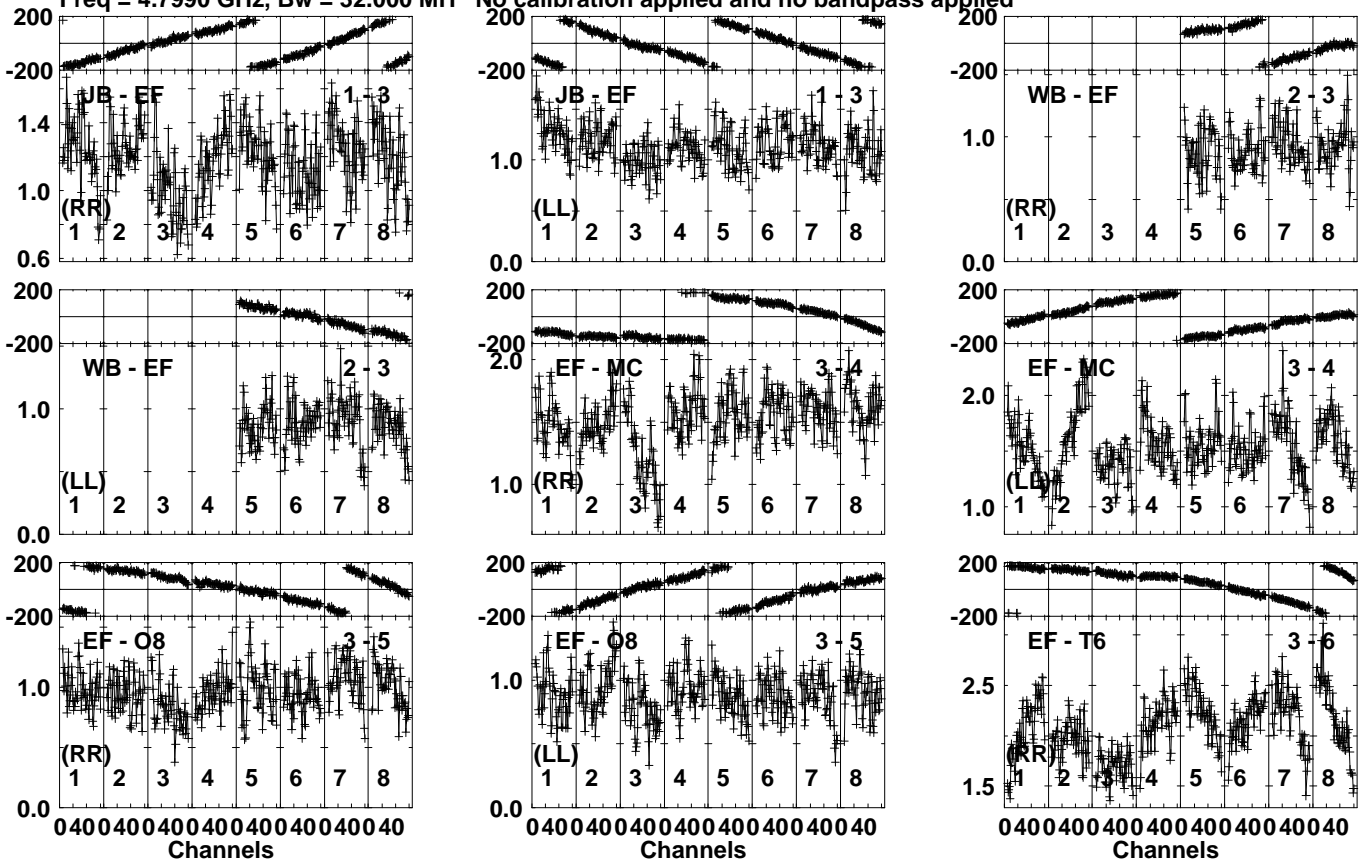 Freq = 4.7990 GHz, Bw = 32.000 MH No calibration applied and no bandpass applied
200
-200
JB - EF 1 - 3
1.4
1.0
0.6
(RR)
1 2 3 4 5 6 7 8
200
-200
JB - EF 1 - 3
1.0
0.0
(LL)
1 2 3 4 5 6 7 8
200
-200
WB - EF 2 - 3
1.0
0.0
(RR)
1 2 3 4 5 6 7 8
200
-200
WB - EF 2 - 3
1.0
0.0
(LL)
1 2 3 4 5 6 7 8
200
-200
2.0
EF - MC 3 - 4
1.0
(RR)
1 2 3 4 5 6 7 8
200
-200
EF - MC 3 - 4
2.0
1.0
(LL)
1 2 3 4 5 6 7 8
200
-200
EF - O8 3 - 5
1.0
0.0
(RR)
1 2 3 4 5 6 7 8
0 40 0 40 0 40 0 40 0 40 0 40 0 40 0 40
Channels
200
-200
EF - O8 3 - 5
1.0
0.0
(LL)
1 2 3 4 5 6 7 8
0 40 0 40 0 40 0 40 0 40 0 40 0 40 0 40
Channels
200
-200
EF - T6 3 - 6
2.5
1.5
(RR)
1 2 3 4 5 6 7 8
0 40 0 40 0 40 0 40 0 40 0 40 0 40 0 40
Channels